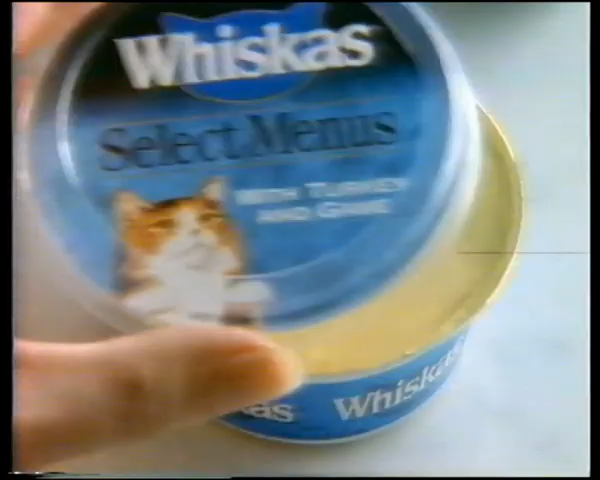 Whiskas
Select Menus
WITH TURKEY
AND GAME
as Whiskas